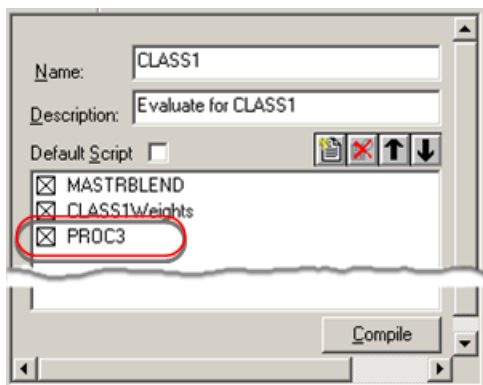 Name: CLASS1
Description: Evaluate for CLASS1
Default Script
MASTRBLEND
CLASS1Weights
PROC3
Compile